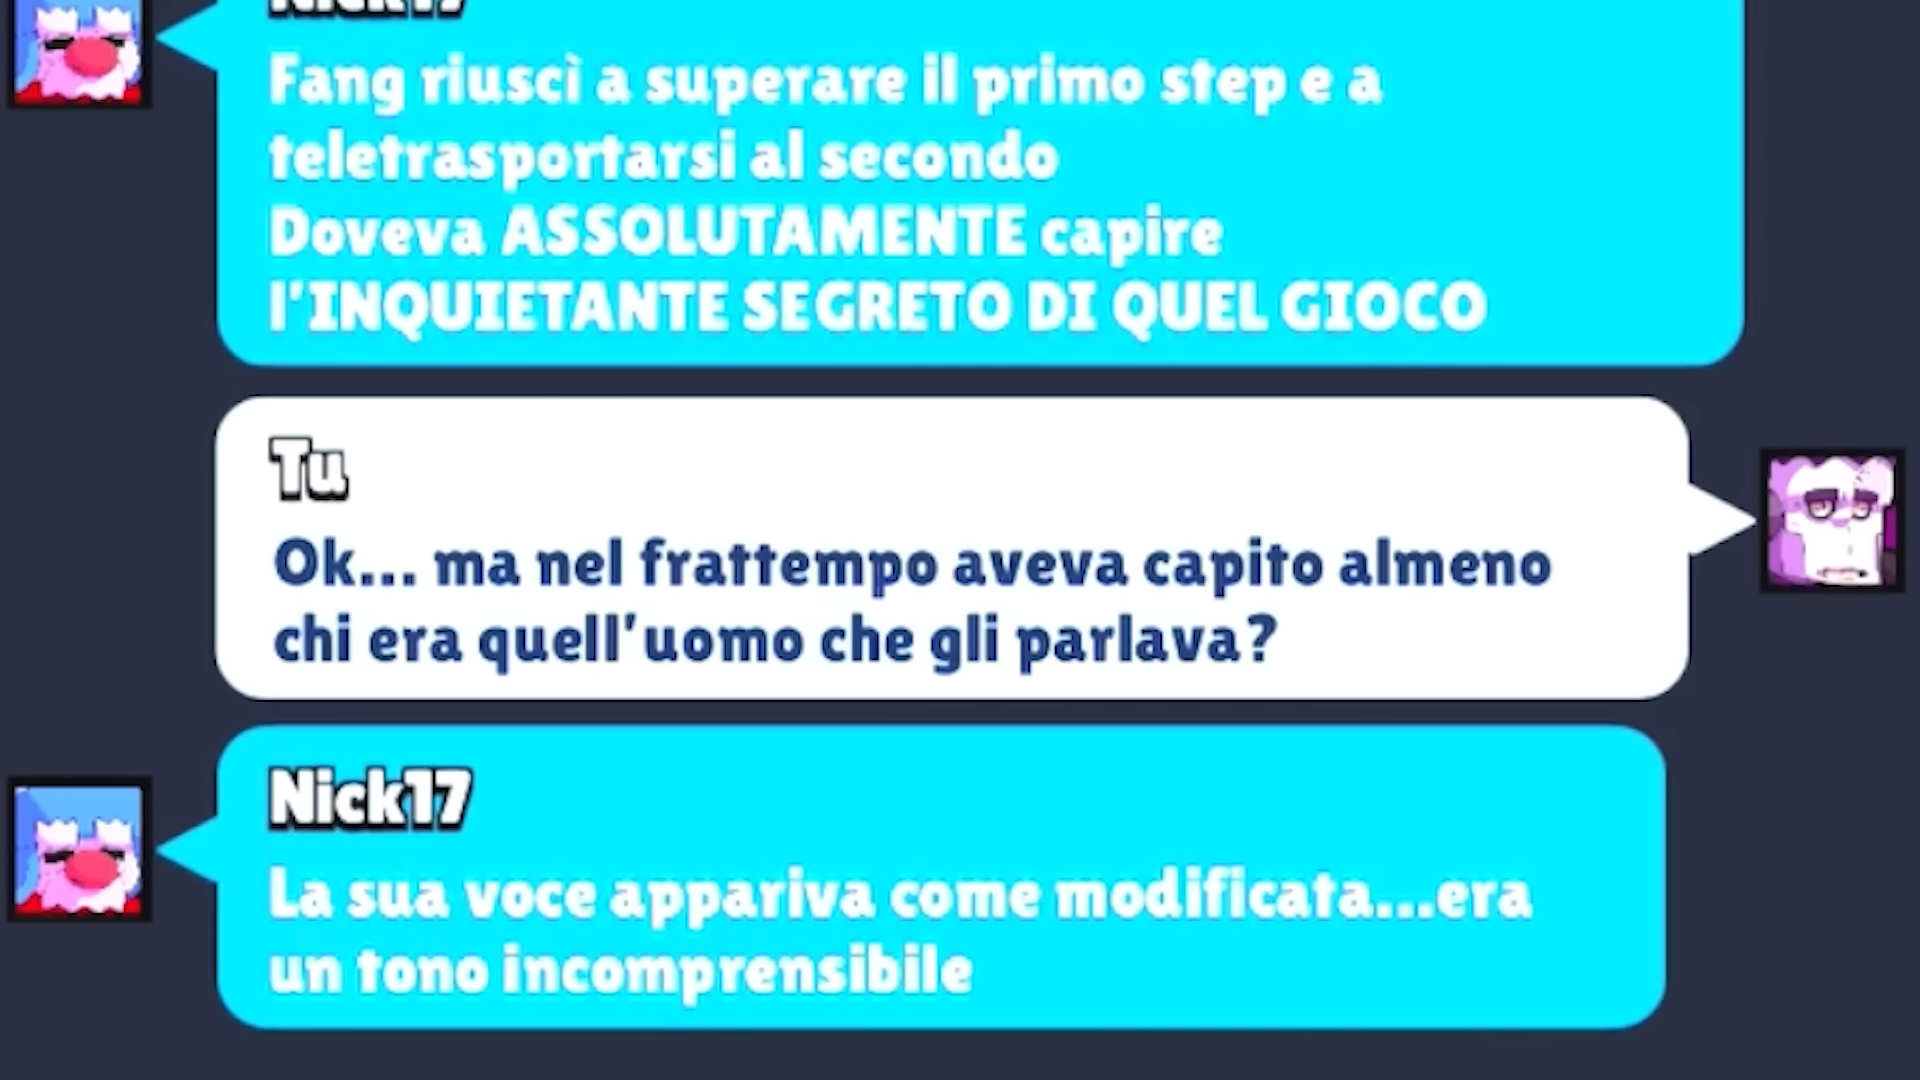 Nick17
Fang riuscì a superare il primo step e a
teletrasportarsi al secondo
Doveva ASSOLUTAMENTE capire
l'INQUIETANTE SEGRETO DI QUEL GIOCO
Tu
Ok... ma nel frattempo aveva capito almeno
chi era quell'uomo che gli parlava?
Nick17
La sua voce appariva come modificata...era
un tono incomprensibile